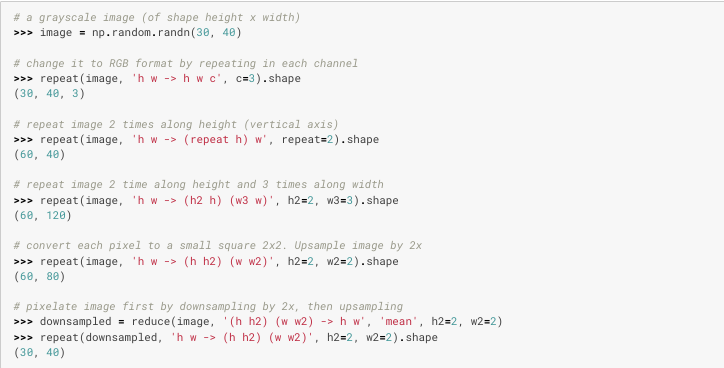 # a grayscale image (of shape height x width)
>>> image = np.random.randn(30, 40)
# change it to RGB format by repeating in each channel
>>> repeat(image, 'h w -> h w c', c=3).shape
(30, 40, 3)
# repeat image 2 times along height (vertical axis)
>>> repeat(image, 'h w -> (repeat h) w', repeat=2).shape
(60, 40)
# repeat image 2 time along height and 3 times along width
>>> repeat(image, 'h w -> (h2 h) (w3 w)', h2=2, w3=3).shape
(60, 120)
# convert each pixel to a small square 2x2. Upsample image by 2x
>>> repeat(image, 'h w -> (h h2) (w w2)', h2=2, w2=2).shape
(60, 80)
# pixelate image first by downsampling by 2x, then upsampling
>>> downsampled = reduce(image, '(h h2) (w w2) -> h w', 'mean', h2=2, w2=2)
>>> repeat(downsampled, 'h w -> (h h2) (w w2)', h2=2, w2=2).shape
(30, 40)